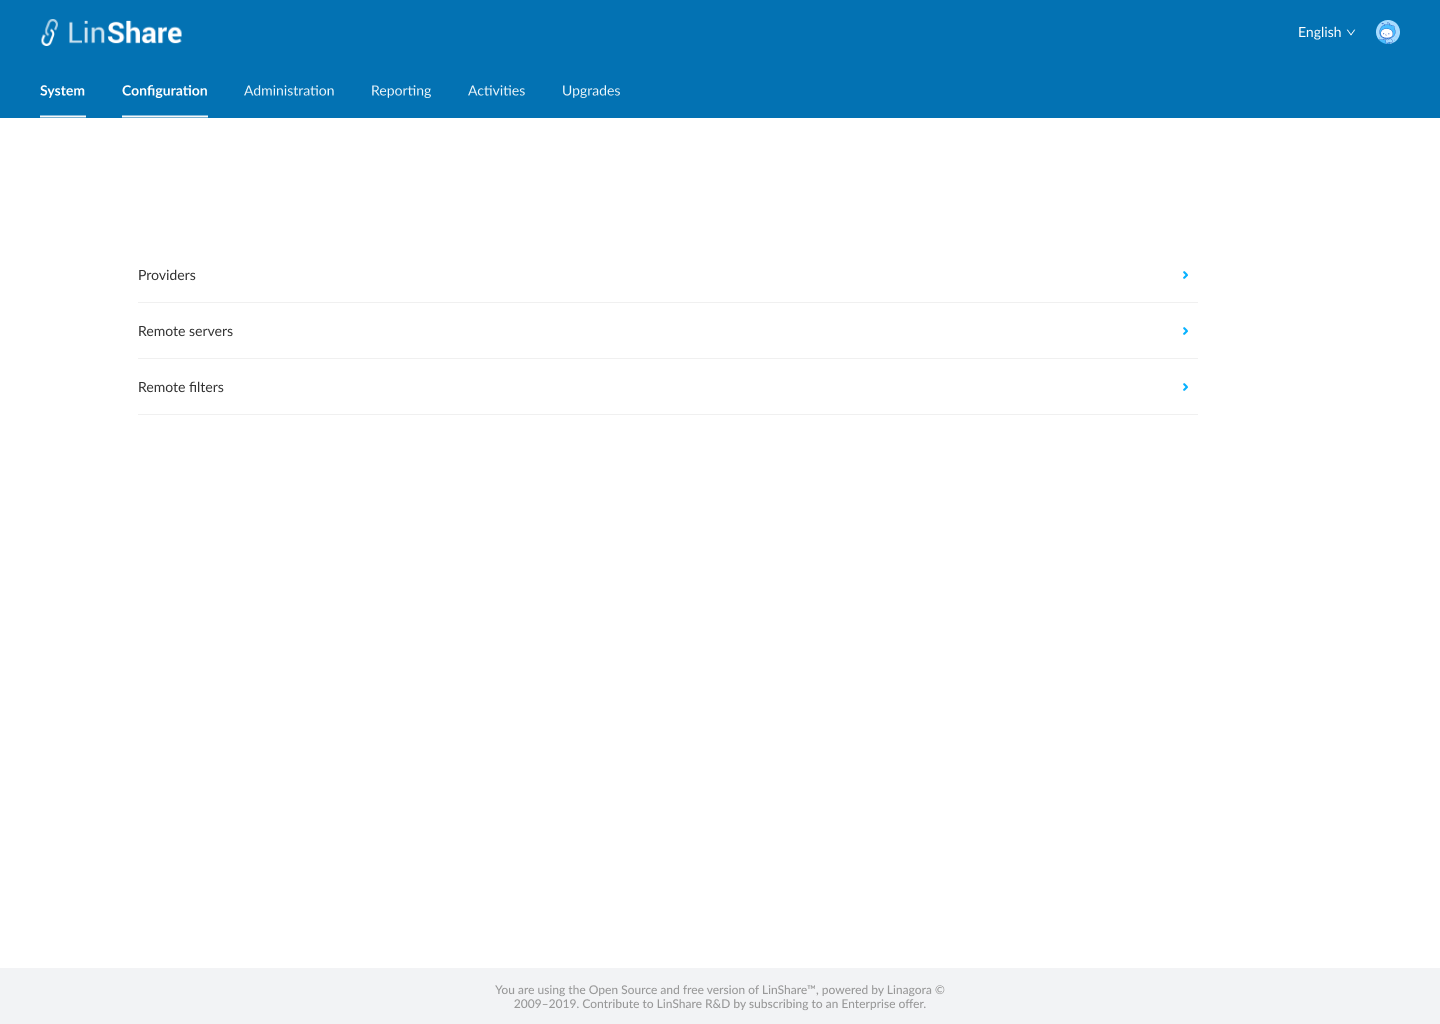 LinShare
English
System Configuration Administration Reporting Activities Upgrades
Providers
Remote servers
Remote filters
You are using the Open Source and free version of LinShare™, powered by Linagora ©
2009–2019. Contribute to LinShare R&D by subscribing to an Enterprise offer.